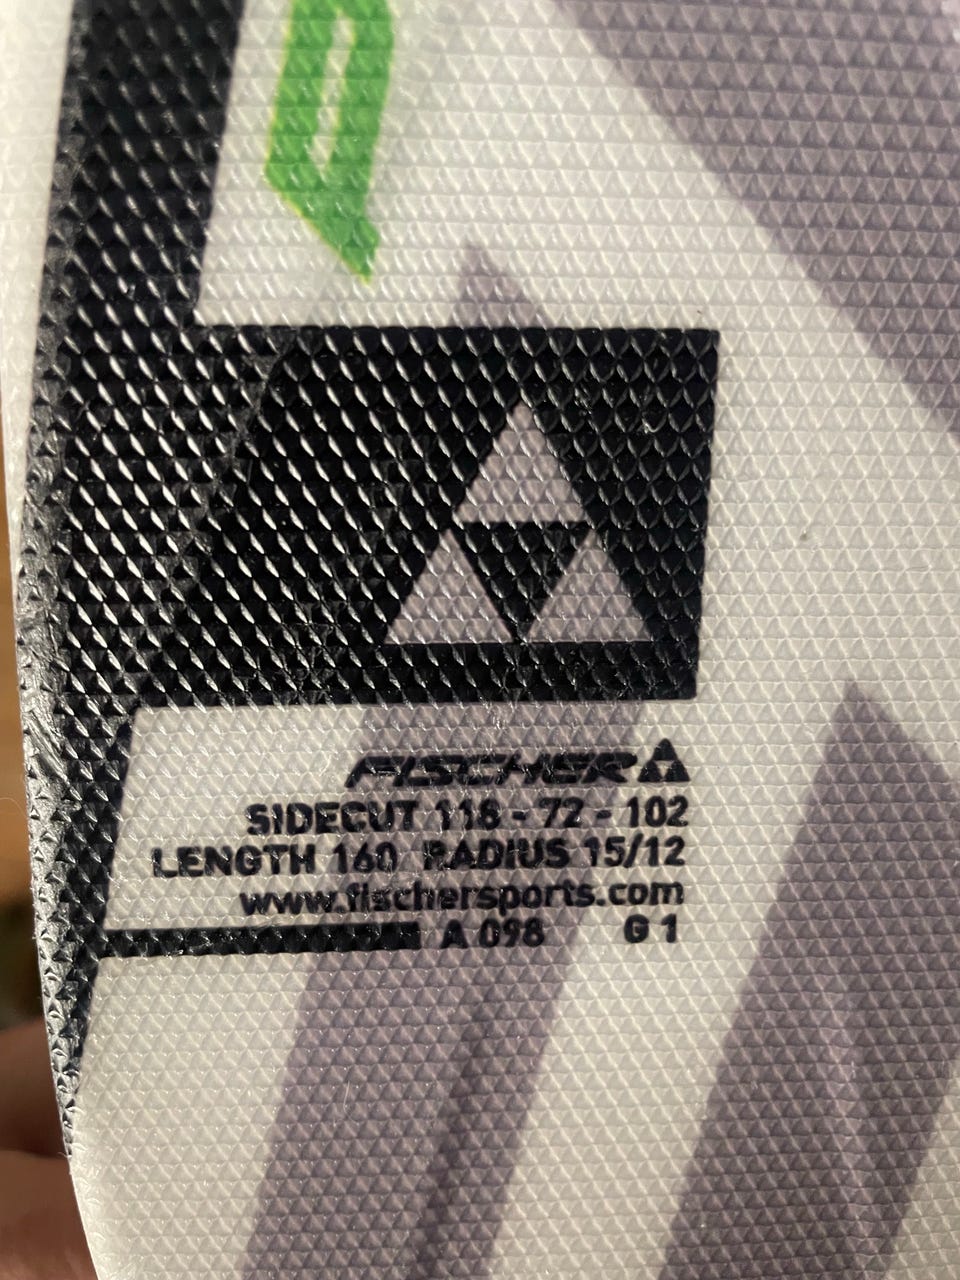 FISCHER
SIDECUT 118 - 72 - 102
LENGTH 160 RADIUS 15/12
www.fischersports.com
A 098 G 1